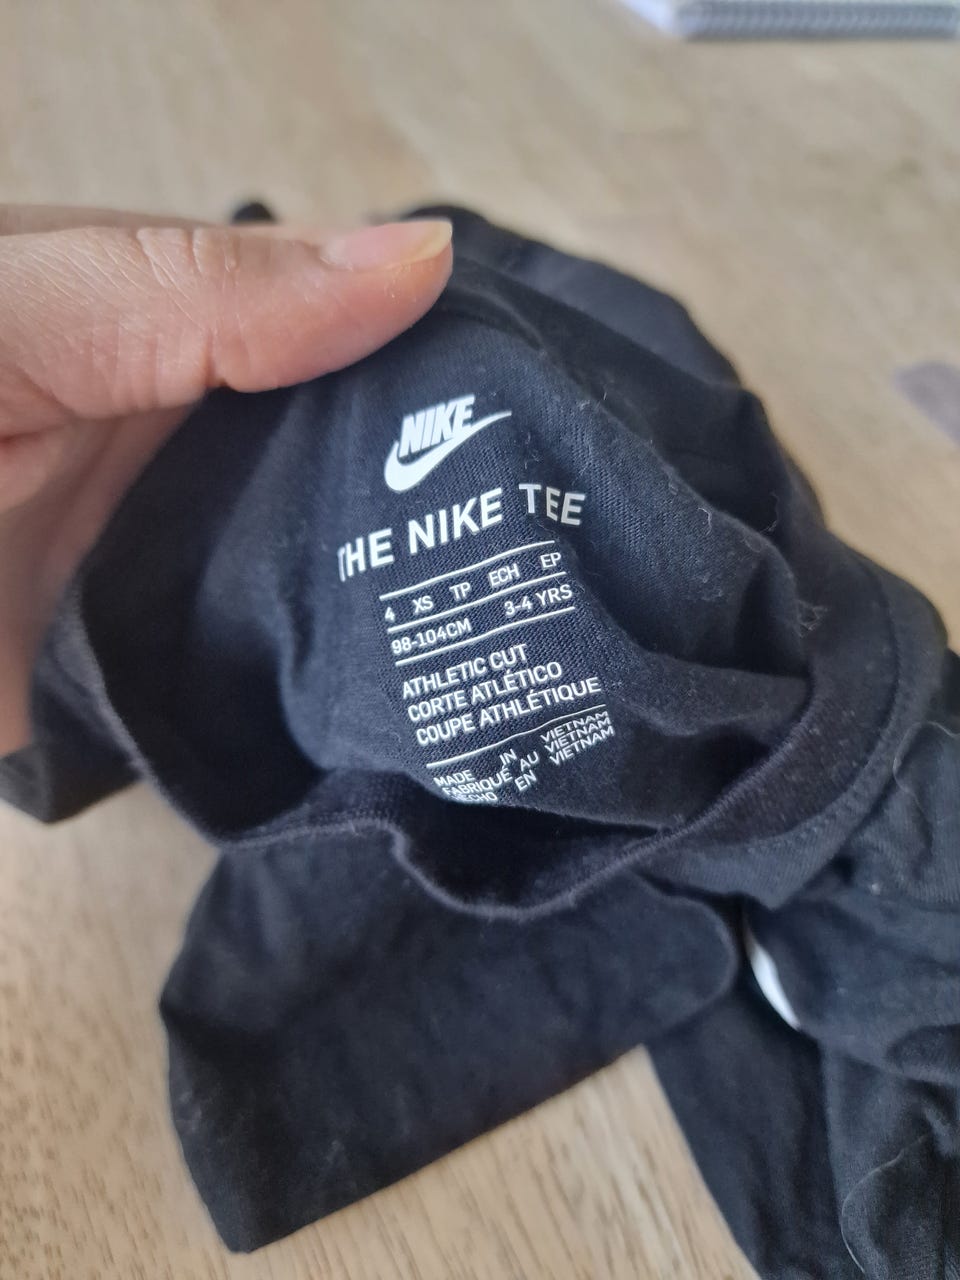 NIKE
THE NIKE TEE
4 XS TP ECH EP
98-104CM 3-4 YRS
ATHLETIC CUT
CORTE ATLÉTICO
COUPE ATHLÉTIQUE
MADE IN VIETNAM
FABRIQUÉ AU VIETNAM
HECHO EN VIETNAM